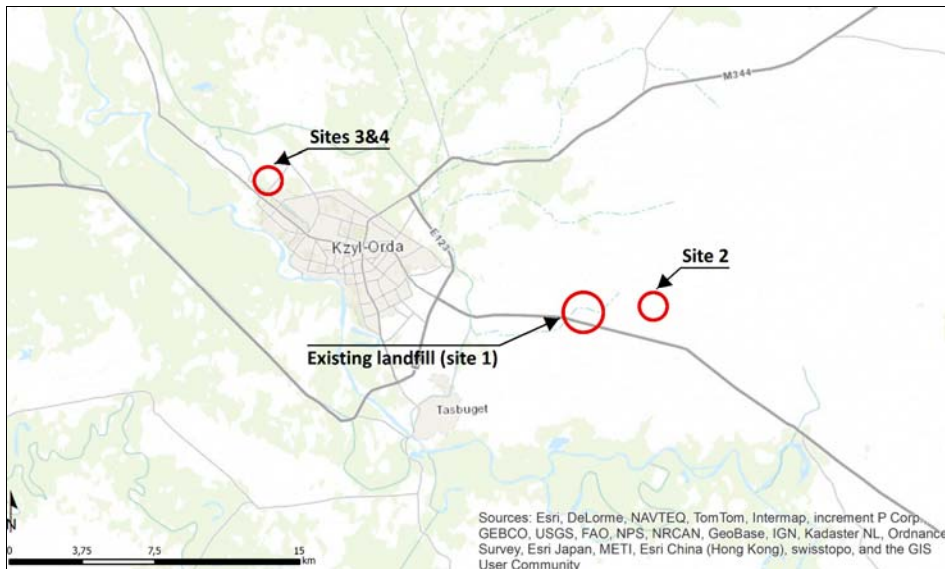 M344
Sites 3&4
E123
Kzyl-Orda
Site 2
Existing landfill (site 1)
Tasbuget
N
Sources: Esri, DeLorme, NAVTEQ, TomTom, Intermap, increment P Corp.,
GEBCO, USGS, FAO, NPS, NRCAN, GeoBase, IGN, Kadaster NL, Ordnance
Survey, Esri Japan, METI, Esri China (Hong Kong), swisstopo, and the GIS
User Community
0 3,75 7,5 15
km